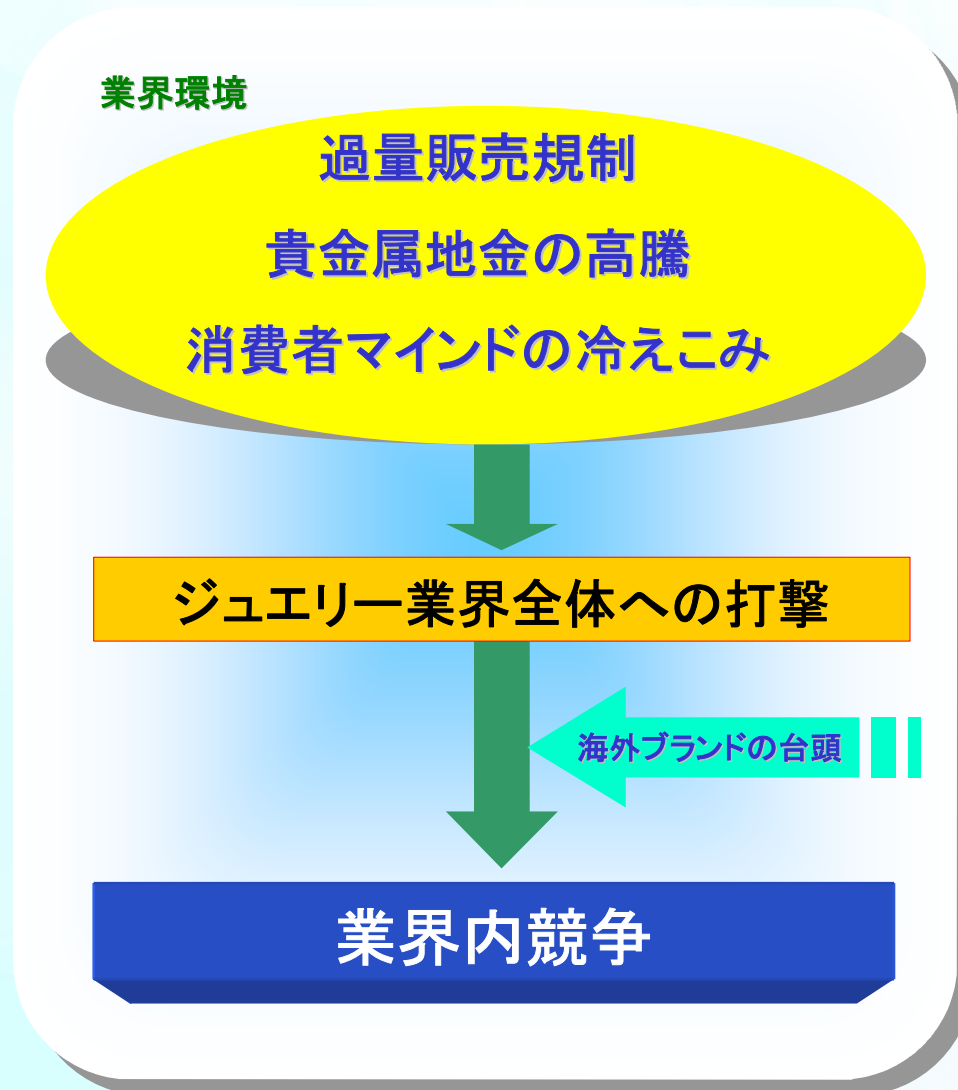 業界環境
過量販売規制
貴金属地金の高騰
消費者マインドの冷えこみ
ジュエリー業界全体への打撃
海外ブランドの台頭
業界内競争